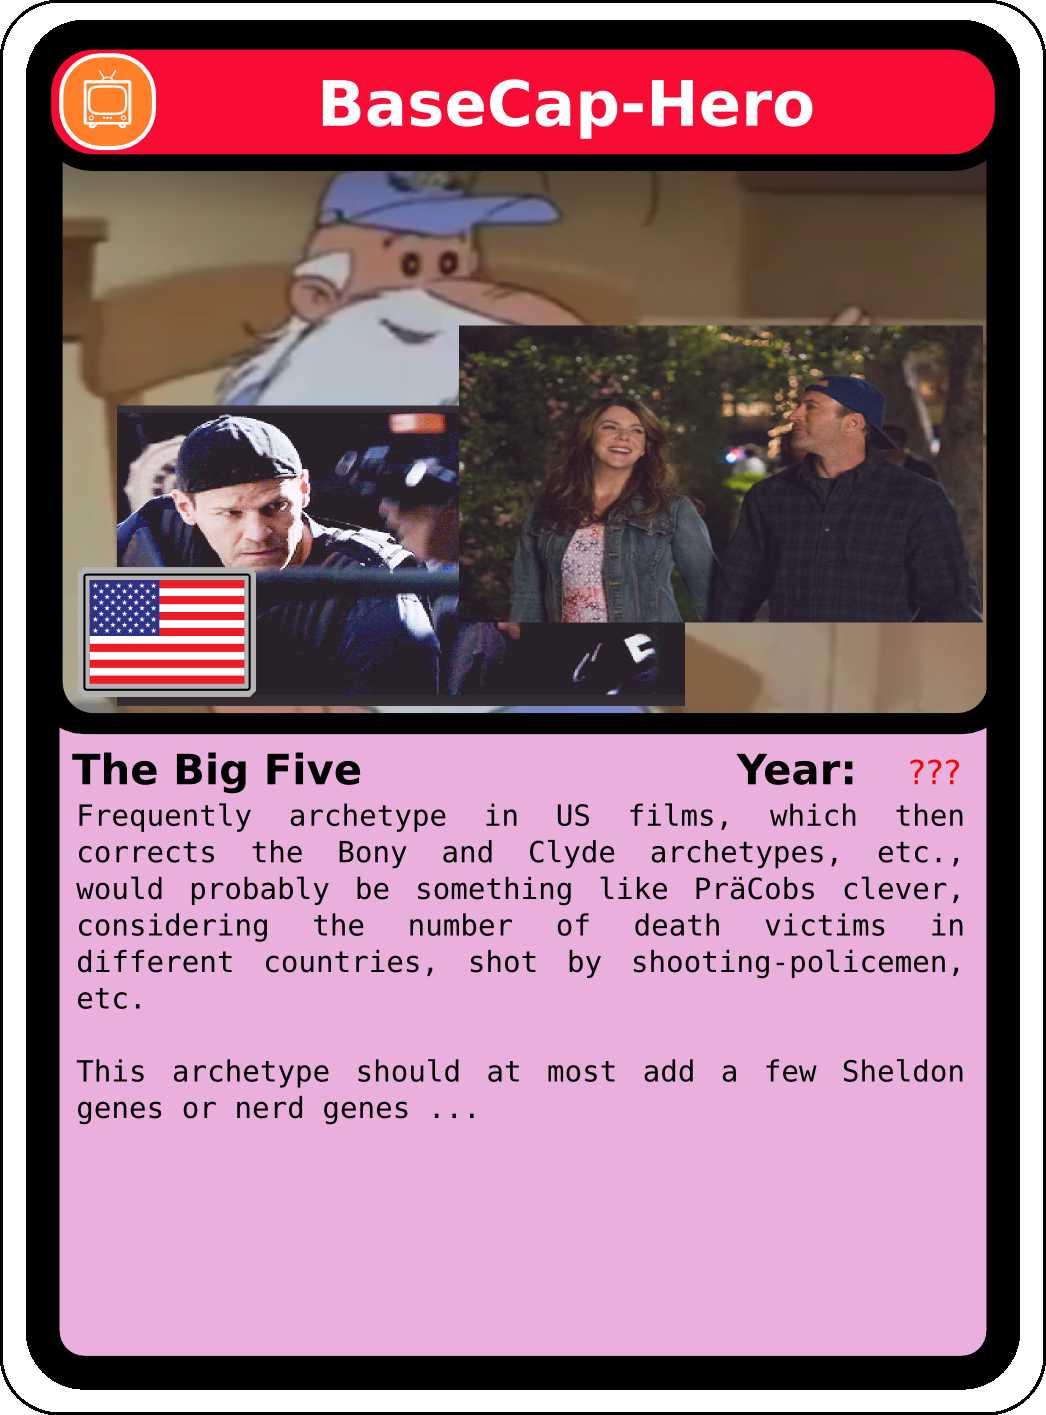 BaseCap-Hero
The Big Five Year: ???
Frequently archetype in US films, which then
corrects the Bony and Clyde archetypes, etc.,
would probably be something like PräCobs clever,
considering the number of death victims in
different countries, shot by shooting-policemen,
etc.
This archetype should at most add a few Sheldon
genes or nerd genes ...